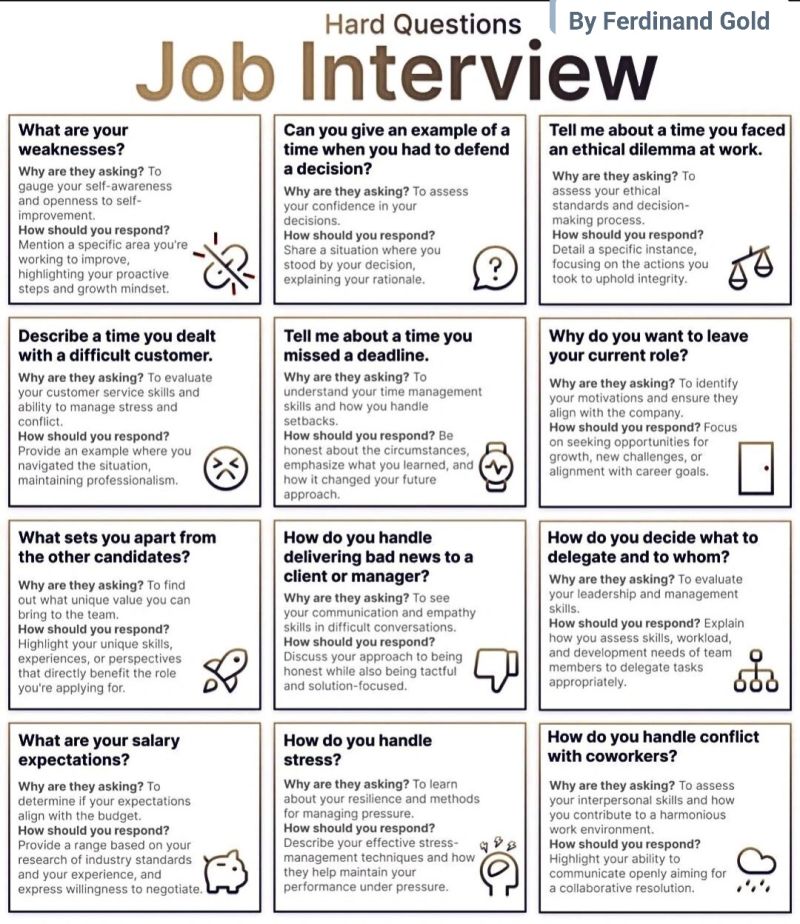 Hard Questions
By Ferdinand Gold
Job Interview
What are your
weaknesses?
Why are they asking? To
gauge your self-awareness
and openness to self-
improvement.
How should you respond?
Mention a specific area you're
working to improve,
highlighting your proactive
steps and growth mindset.
Can you give an example of a
time when you had to defend
a decision?
Why are they asking? To assess
your confidence in your
decisions.
How should you respond?
Share a situation where you
stood by your decision,
explaining your rationale.
?
Tell me about a time you faced
an ethical dilemma at work.
Why are they asking? To
assess your ethical
standards and decision-
making process.
How should you respond?
Detail a specific instance,
focusing on the actions you
took to uphold integrity.
Describe a time you dealt
with a difficult customer.
Why are they asking? To evaluate
your customer service skills and
ability to manage stress and
conflict.
How should you respond?
Provide an example where you
navigated the situation,
maintaining professionalism.
Tell me about a time you
missed a deadline.
Why are they asking? To
understand your time management
skills and how you handle
setbacks.
How should you respond? Be
honest about the circumstances,
emphasize what you learned, and
how it changed your future
approach.
Why do you want to leave
your current role?
Why are they asking? To identify
your motivations and ensure they
align with the company.
How should you respond? Focus
on seeking opportunities for
growth, new challenges, or
alignment with career goals.
What sets you apart from
the other candidates?
Why are they asking? To find
out what unique value you can
bring to the team.
How should you respond?
Highlight your unique skills,
experiences, or perspectives
that directly benefit the role
you're applying for.
How do you handle
delivering bad news to a
client or manager?
Why are they asking? To see
your communication and empathy
skills in difficult conversations.
How should you respond?
Discuss your approach to being
honest while also being tactful
and solution-focused.
How do you decide what to
delegate and to whom?
Why are they asking? To evaluate
your leadership and management
skills.
How should you respond? Explain
how you assess skills, workload,
and development needs of team
members to delegate tasks
appropriately.
What are your salary
expectations?
Why are they asking? To
determine if your expectations
align with the budget.
How should you respond?
Provide a range based on your
research of industry standards
and your experience, and
express willingness to negotiate.
How do you handle
stress?
Why are they asking? To learn
about your resilience and methods
for managing pressure.
How should you respond?
Describe your effective stress-
management techniques and how
they help maintain your
performance under pressure.
How do you handle conflict
with coworkers?
Why are they asking? To assess
your interpersonal skills and how
you contribute to a harmonious
work environment.
How should you respond?
Highlight your ability to
communicate openly aiming for
a collaborative resolution.